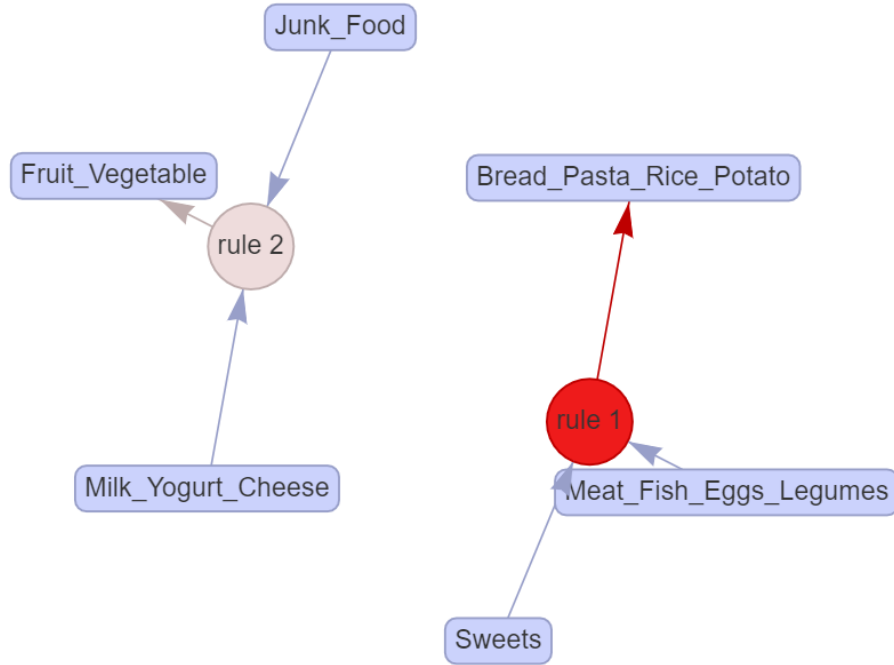 Junk_Food
Fruit_Vegetable
Bread_Pasta_Rice_Potato
rule 2
rule 1
Milk_Yogurt_Cheese
Meat_Fish_Eggs_Legumes
Sweets